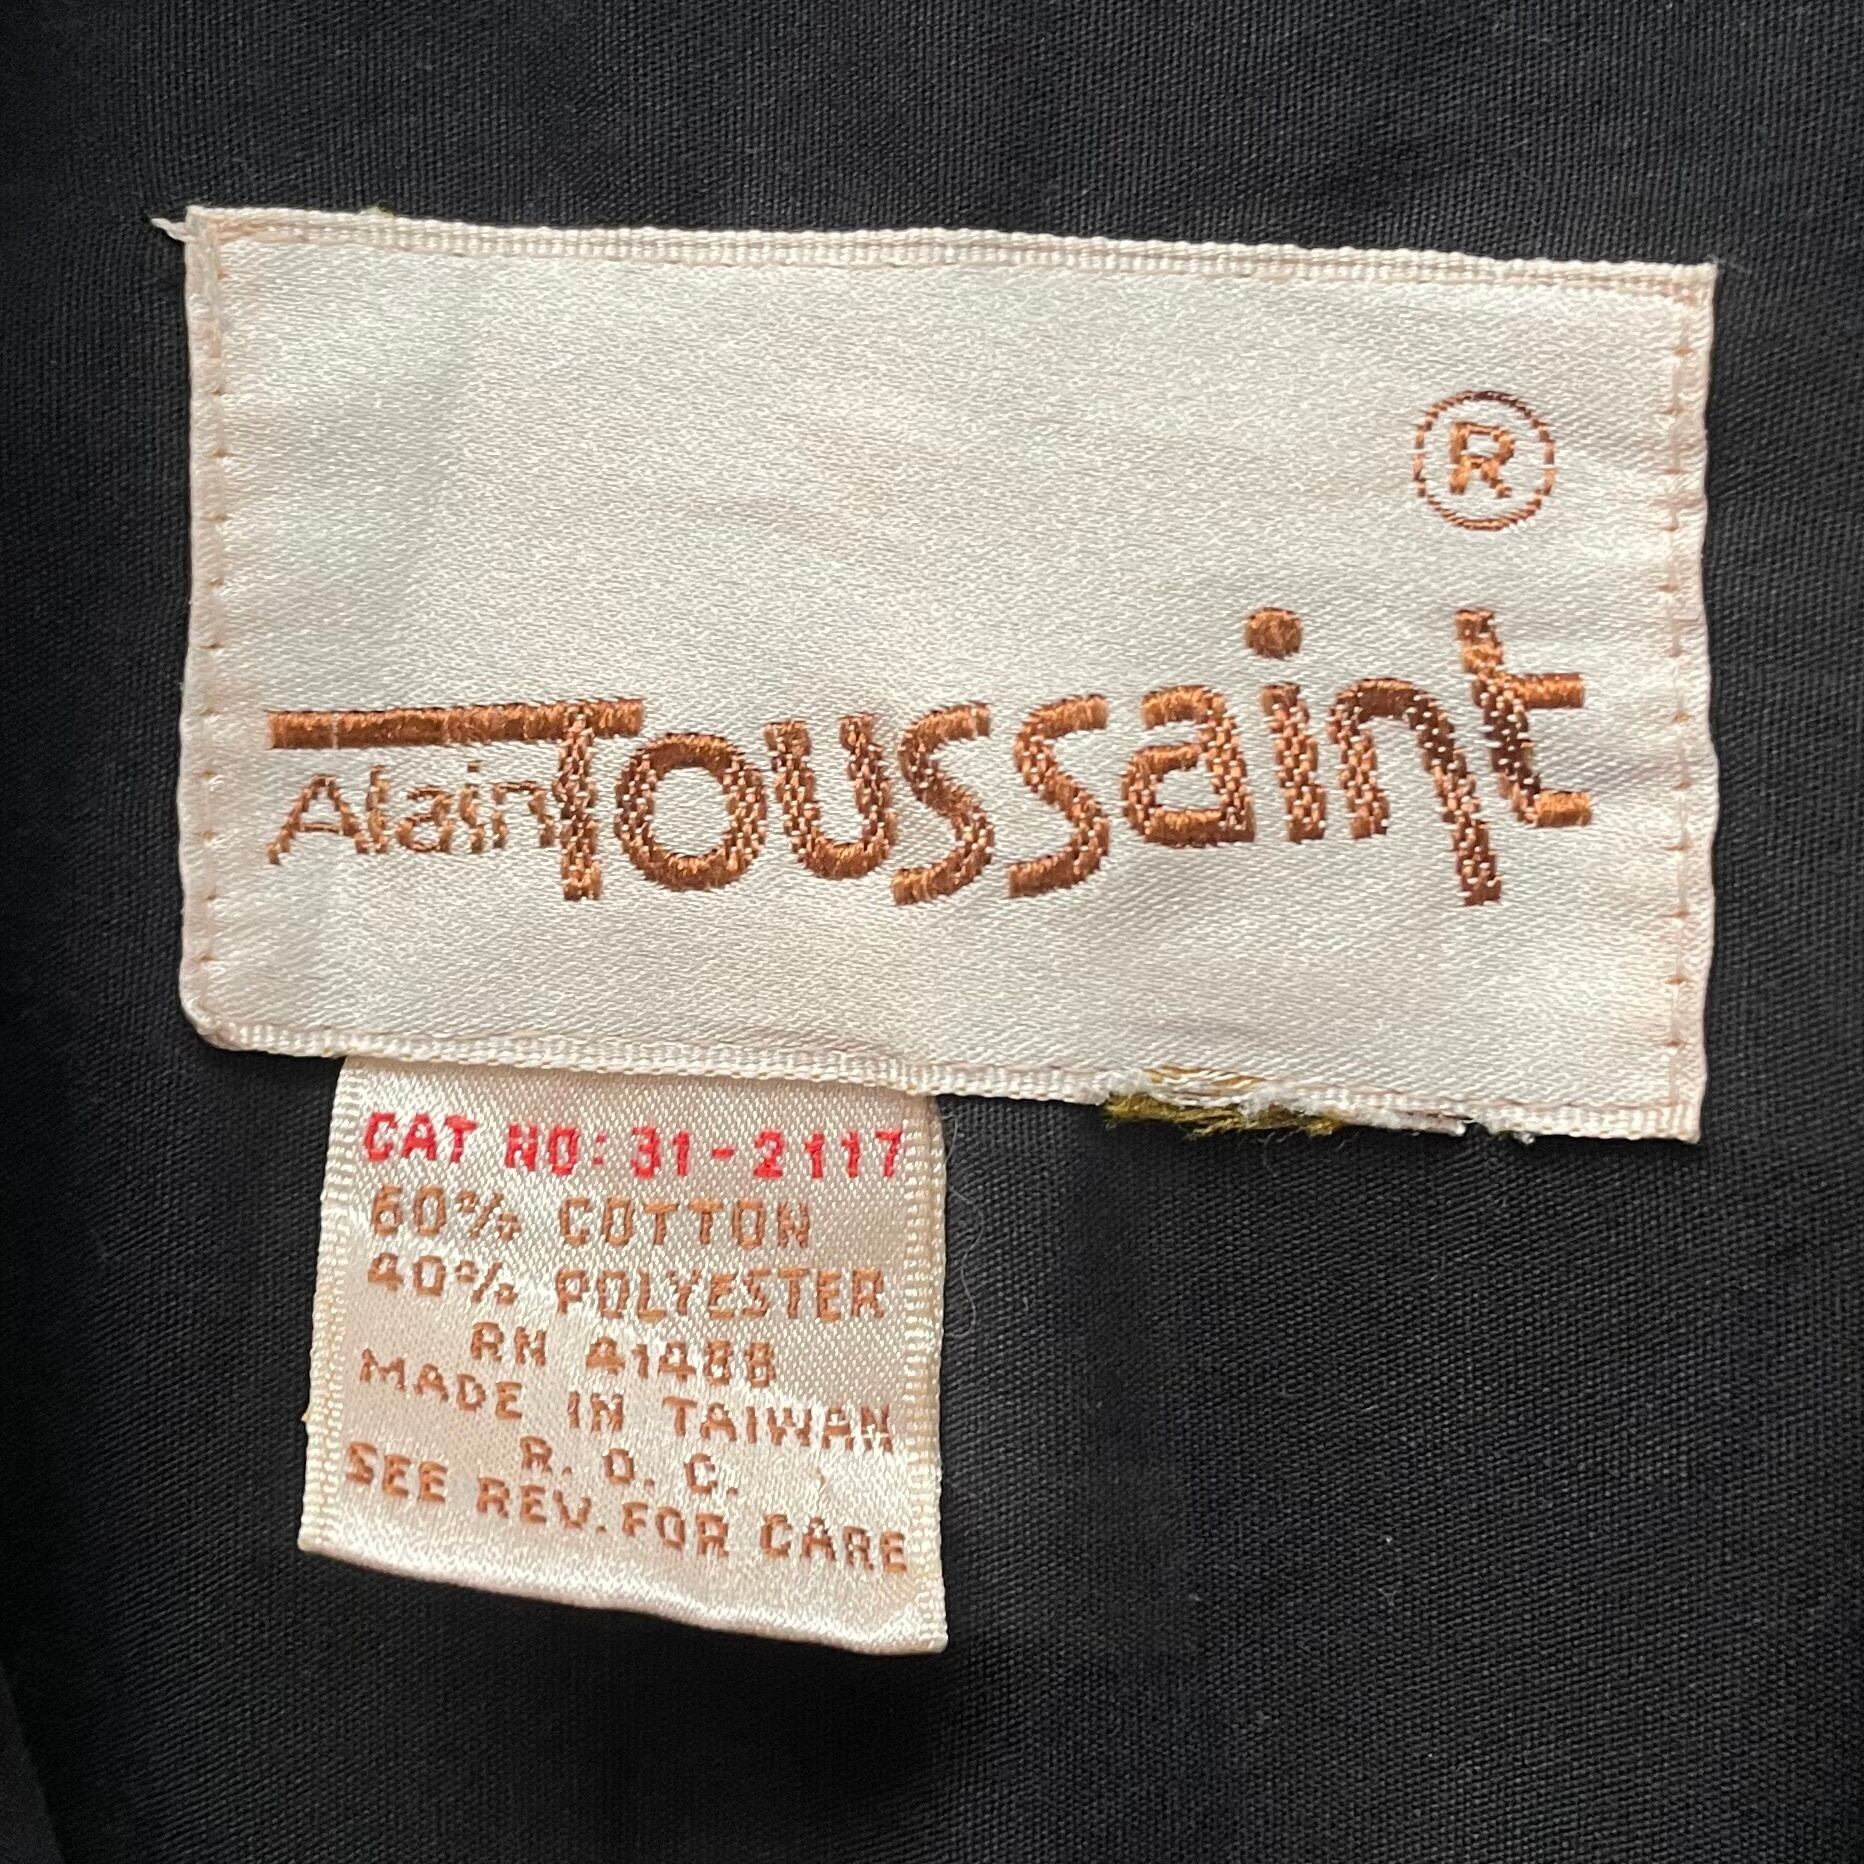 ®
Alain Toussaint
CAT NO: 31-2117
60% COTTON
40% POLYESTER
RN 41488
MADE IN TAIWAN
R. O. C.
SEE REV. FOR CARE